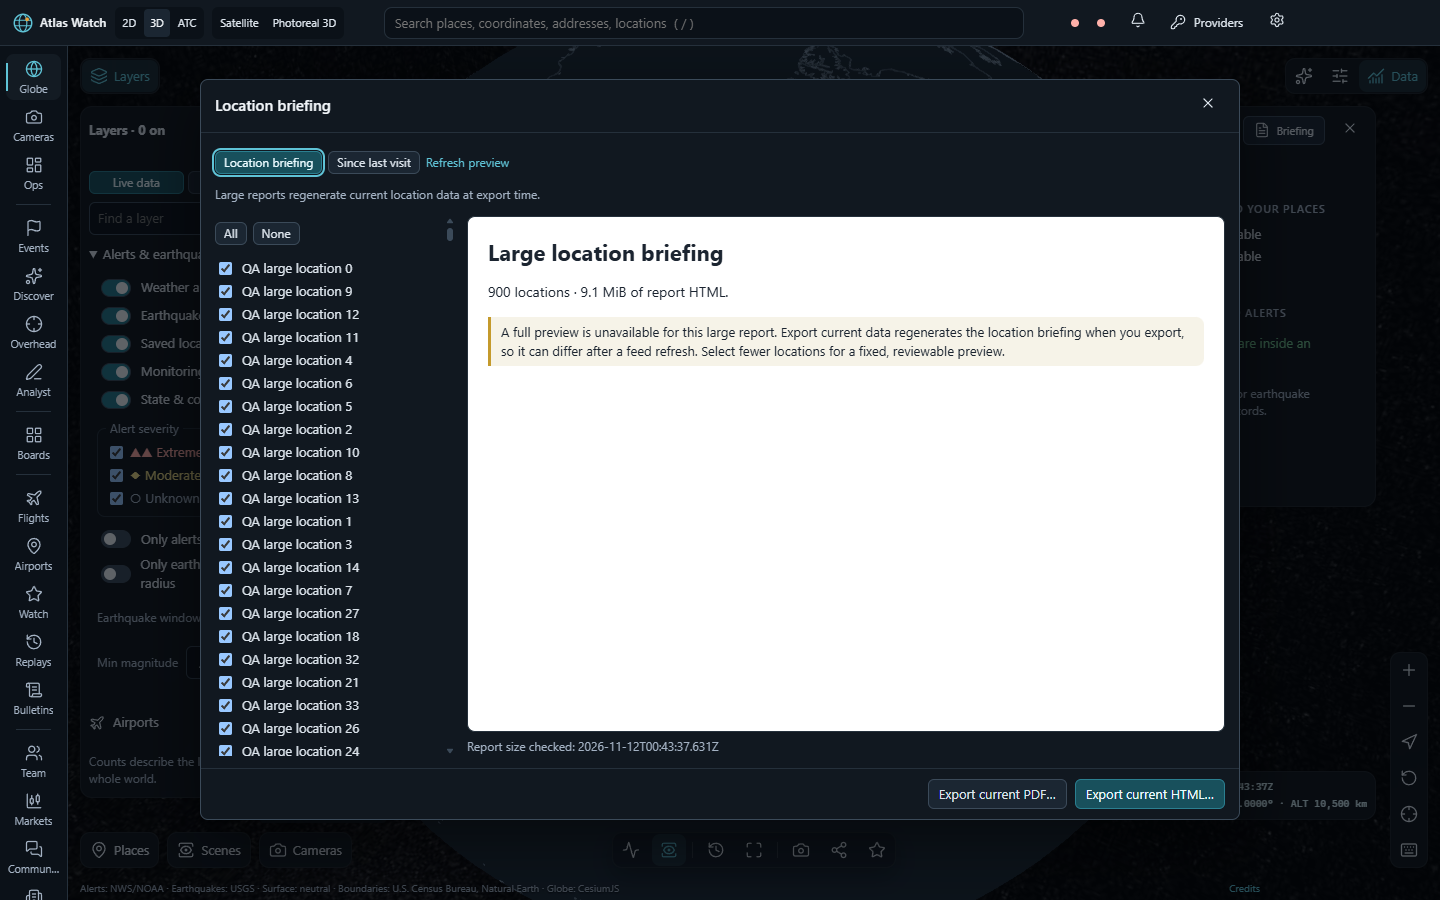 Atlas Watch
2D
3D
ATC
Satellite
Photoreal 3D
Search places, coordinates, addresses, locations ( / )
Providers
Globe
Cameras
Ops
Events
Discover
Overhead
Analyst
Boards
Flights
Airports
Watch
Replays
Bulletins
Team
Markets
Commun...
Layers
Data
Layers · 0 on
Live data
Find a layer
Alerts & earthqua
Weather a
Earthquake
Saved loca
Monitoring
State & co
Alert severity
Extreme
Moderate
Unknown
Only alerts
Only earth
radius
Earthquake window
Min magnitude
Airports
Counts describe the
whole world.
Places
Scenes
Cameras
Location briefing
Location briefing
Since last visit
Refresh preview
Large reports regenerate current location data at export time.
All
None
QA large location 0
QA large location 9
QA large location 12
QA large location 11
QA large location 4
QA large location 6
QA large location 5
QA large location 2
QA large location 10
QA large location 8
QA large location 13
QA large location 1
QA large location 3
QA large location 14
QA large location 7
QA large location 27
QA large location 18
QA large location 32
QA large location 21
QA large location 33
QA large location 26
QA large location 24
Large location briefing
900 locations · 9.1 MiB of report HTML.
A full preview is unavailable for this large report. Export current data regenerates the location briefing when you export,
so it can differ after a feed refresh. Select fewer locations for a fixed, reviewable preview.
Report size checked: 2026-11-12T00:43:37.631Z
Export current PDF...
Export current HTML...
Briefing
YOUR PLACES
able
able
ALERTS
are inside an
or earthquake
ords.
43:37Z
.0000° · ALT 10,500 km
Alerts: NWS/NOAA · Earthquakes: USGS · Surface: neutral · Boundaries: U.S. Census Bureau, Natural Earth · Globe: CesiumJS
Credits